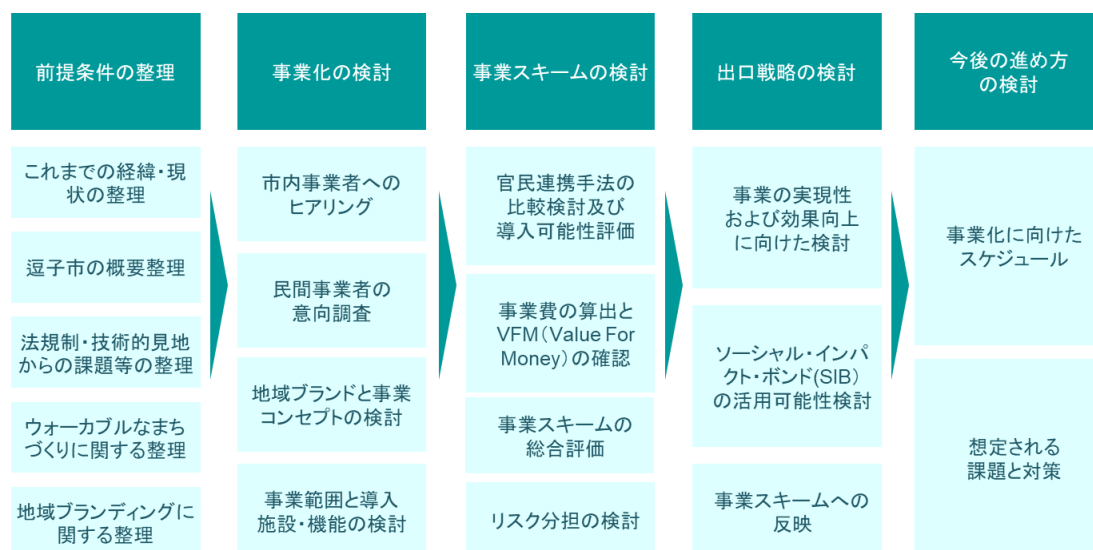 前提条件の整理
これまでの経緯・現
状の整理
逗子市の概要整理
法規制・技術的見地
からの課題等の整理
ウォーカブルなまち
づくりに関する整理
地域ブランディングに
関する整理
事業化の検討
市内事業者への
ヒアリング
民間事業者の
意向調査
地域ブランドと事業
コンセプトの検討
事業範囲と導入
施設・機能の検討
事業スキームの検討
官民連携手法の
比較検討及び
導入可能性評価
事業費の算出と
VFM(Value For
Money)の確認
事業スキームの
総合評価
リスク分担の検討
出口戦略の検討
事業の実現性
および効果向上
に向けた検討
ソーシャル・インパ
クト・ボンド(SIB)
の活用可能性検討
事業スキームへの
反映
今後の進め方
の検討
事業化に向けた
スケジュール
想定される
課題と対策